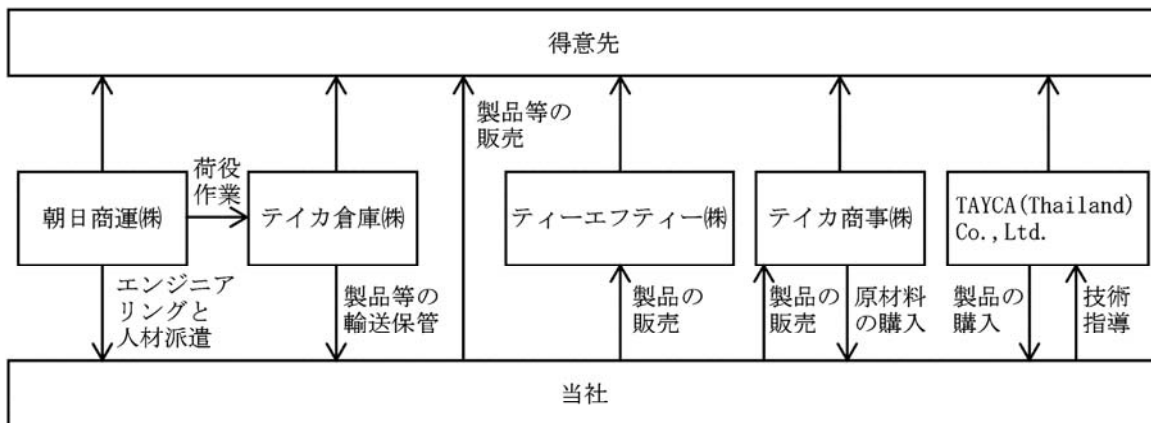 得意先
製品等の
販売
荷役
作業
朝日商運㈱
テイカ倉庫㈱
ティーエフティー㈱
テイカ商事㈱
TAYCA(Thailand)
Co.,Ltd.
エンジニア
リングと
人材派遣
製品等の
輸送保管
製品の
販売
製品の
販売
原材料
の購入
製品の
購入
技術
指導
当社